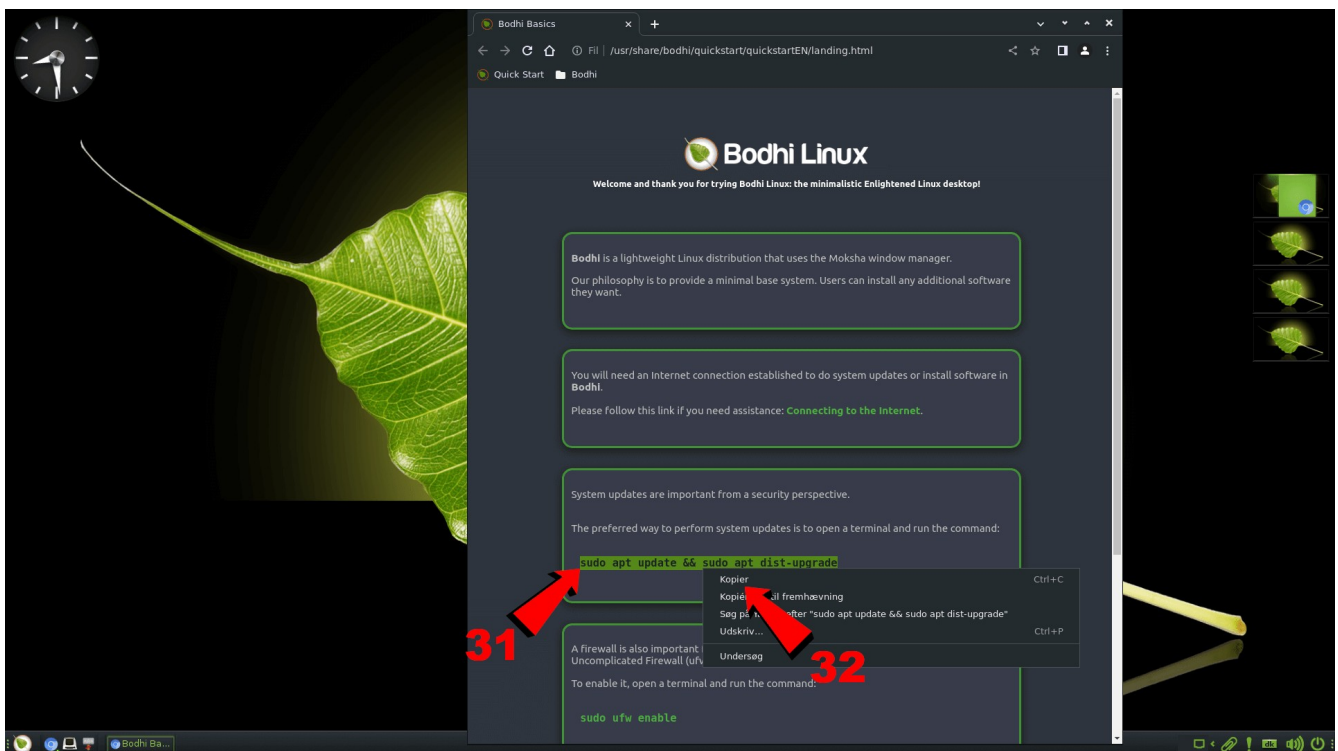 Bodhi Basics
Fil | /usr/share/bodhi/quickstart/quickstartEN/landing.html
Quick Start Bodhi
Bodhi Linux
Welcome and thank you for trying Bodhi Linux: the minimalistic Enlightened Linux desktop!
Bodhi is a lightweight Linux distribution that uses the Moksha window manager.
Our philosophy is to provide a minimal base system. Users can install any additional software
they want.
You will need an Internet connection established to do system updates or install software in
Bodhi.
Please follow this link if you need assistance: Connecting to the Internet.
System updates are important from a security perspective.
The preferred way to perform system updates is to open a terminal and run the command:
sudo apt update && sudo apt dist-upgrade
Kopier Ctrl+C
til fremhævning
Søg efter "sudo apt update && sudo apt dist-upgrade"
Udskriv... Ctrl+P
Undersøg
31
32
A firewall is also important
Uncomplicated Firewall (ufw
To enable it, open a terminal and run the command:
sudo ufw enable
Bodhi Ba...
dk